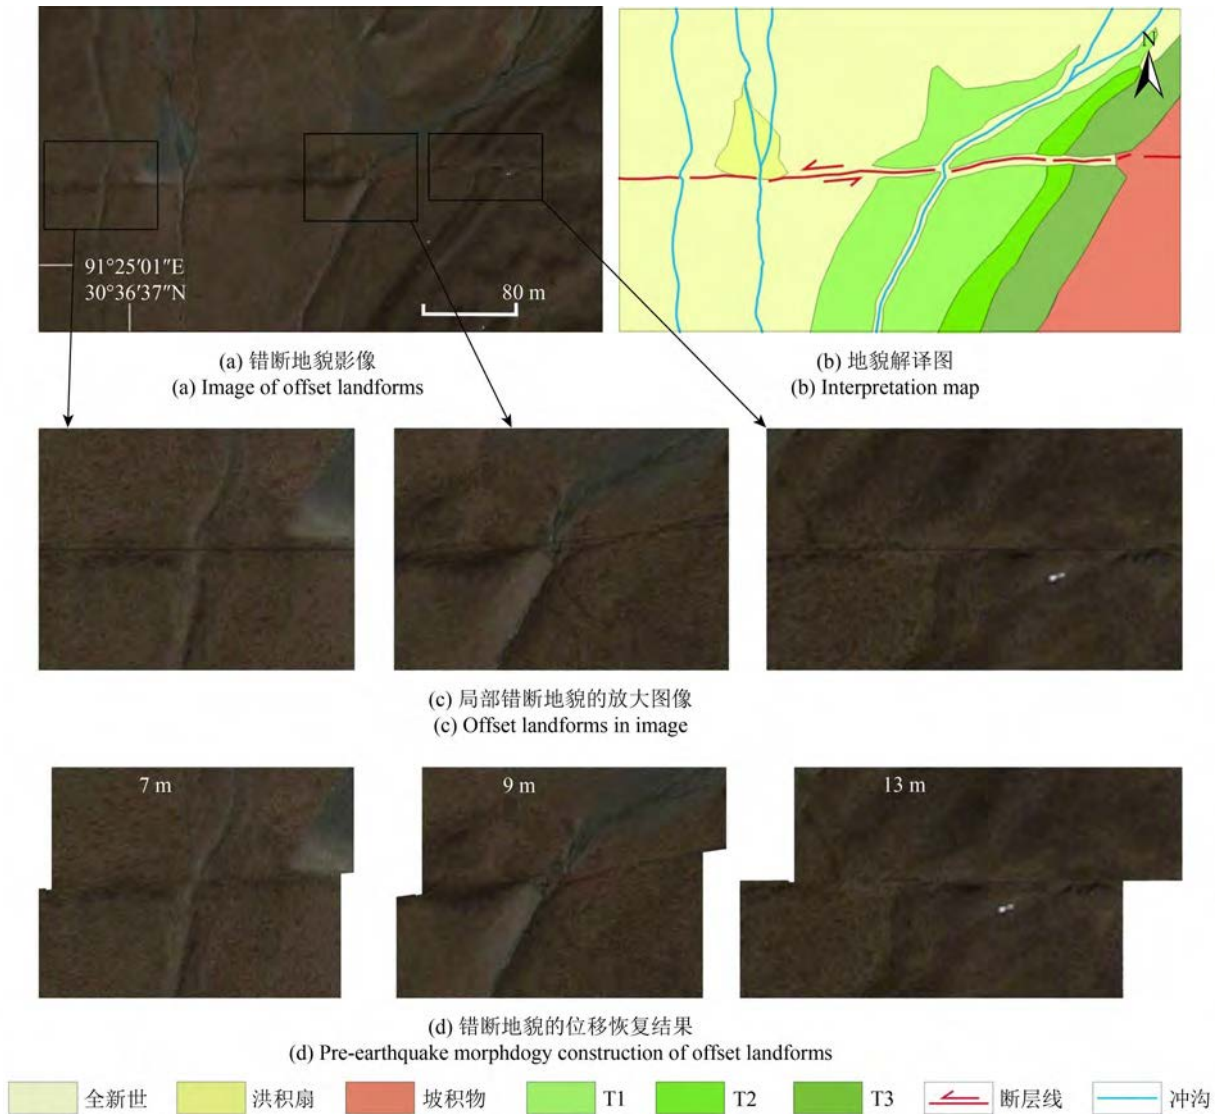 91°25′01″E
30°36′37″N
80 m
N
(a) 错断地貌影像
(a) Image of offset landforms
(b) 地貌解译图
(b) Interpretation map
(c) 局部错断地貌的放大图像
(c) Offset landforms in image
7 m
9 m
13 m
(d) 错断地貌的位移恢复结果
(d) Pre-earthquake morphdogy construction of offset landforms
全新世 洪积扇 坡积物 T1 T2 T3 断层线 冲沟